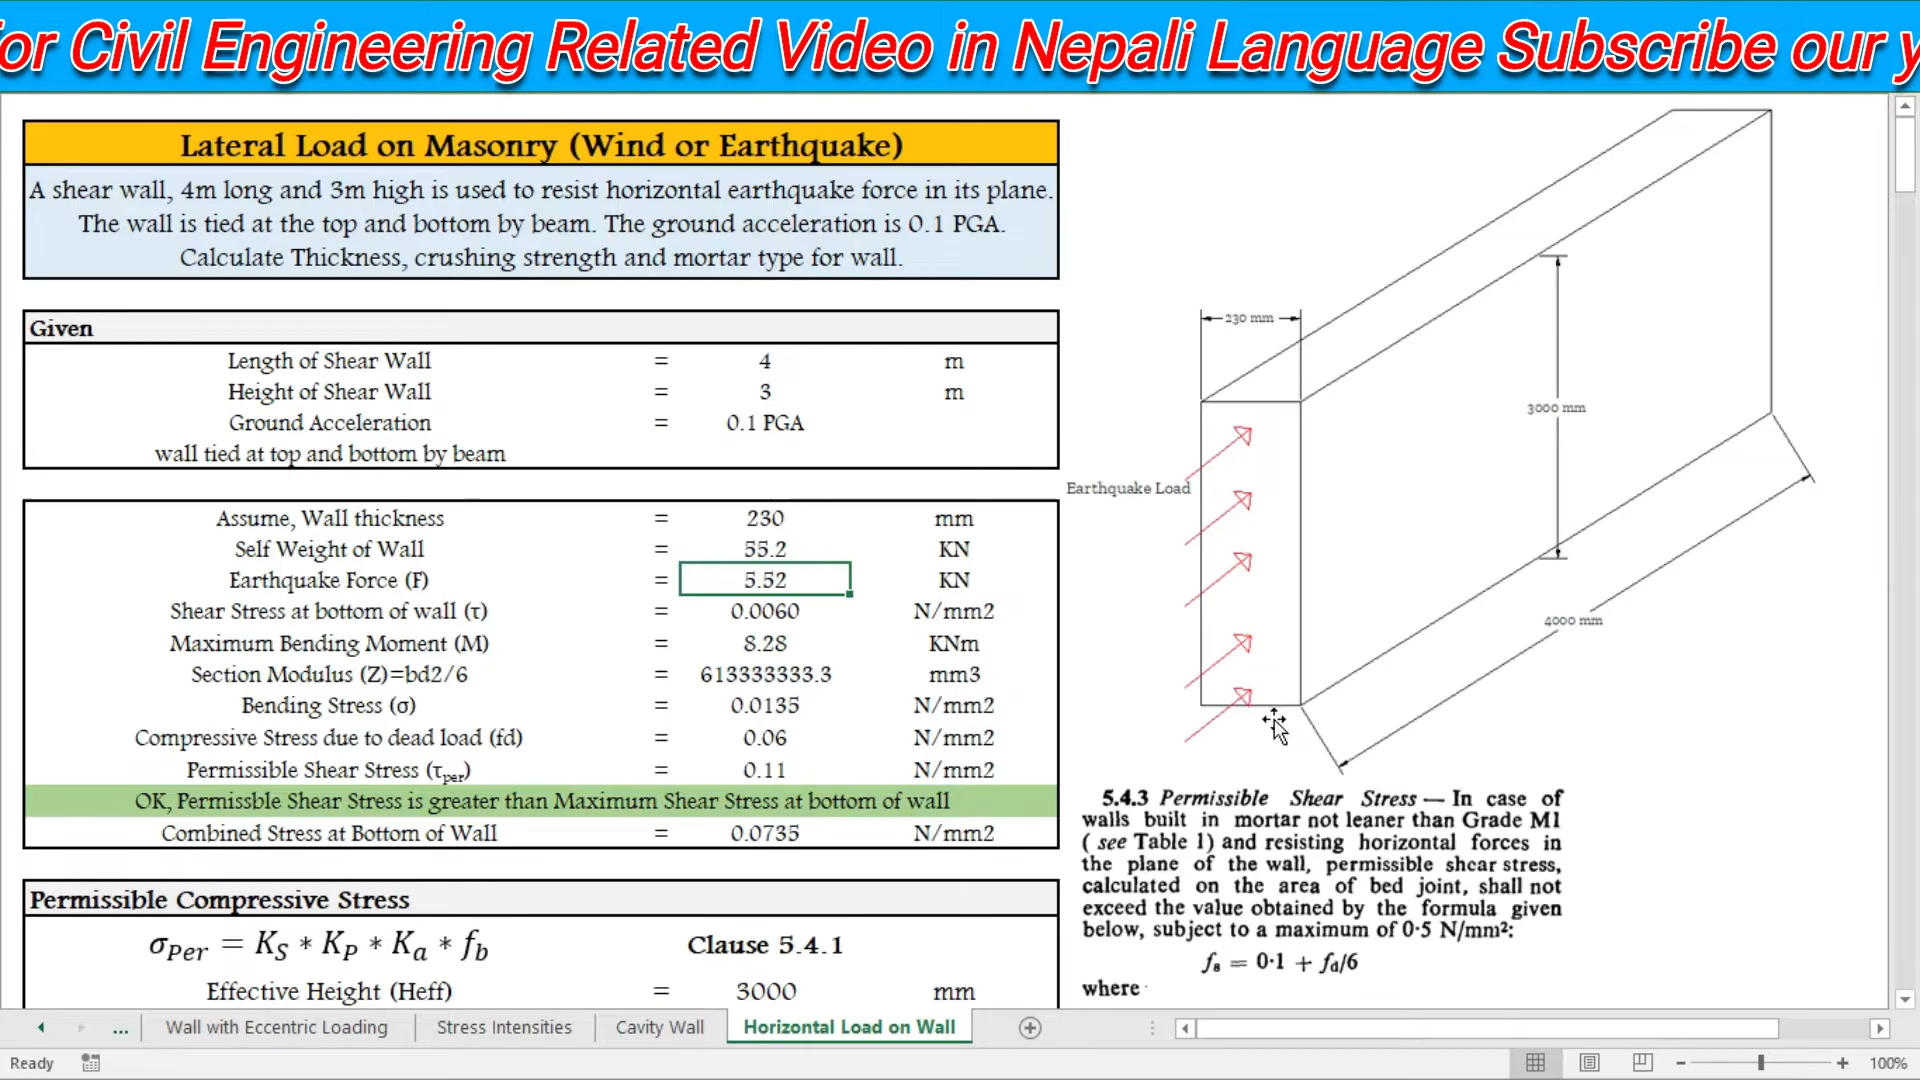 or Civil Engineering Related Video in Nepali Language Subscribe our y
Lateral Load on Masonry (Wind or Earthquake)
A shear wall, 4m long and 3m high is used to resist horizontal earthquake force in its plane.
The wall is tied at the top and bottom by beam. The ground acceleration is 0.1 PGA.
Calculate Thickness, crushing strength and mortar type for wall.
Given
Length of Shear Wall = 4 m
Height of Shear Wall = 3 m
Ground Acceleration = 0.1 PGA
wall tied at top and bottom by beam
Assume, Wall thickness = 230 mm
Self Weight of Wall = 55.2 KN
Earthquake Force (F) = 5.52 KN
Shear Stress at bottom of wall (τ) = 0.0060 N/mm2
Maximum Bending Moment (M) = 8.28 KNm
Section Modulus (Z)=bd2/6 = 613333333.3 mm3
Bending Stress (σ) = 0.0135 N/mm2
Compressive Stress due to dead load (fd) = 0.06 N/mm2
Permissible Shear Stress (τper) = 0.11 N/mm2
OK, Permissble Shear Stress is greater than Maximum Shear Stress at bottom of wall
Combined Stress at Bottom of Wall = 0.0735 N/mm2
Permissible Compressive Stress
σPer = KS * KP * Ka * fb Clause 5.4.1
Effective Height (Heff) = 3000 mm
230 mm
3000 mm
Earthquake Load
4000 mm
5.4.3 Permissible Shear Stress — In case of
walls built in mortar not leaner than Grade M1
( see Table 1) and resisting horizontal forces in
the plane of the wall, permissible shear stress,
calculated on the area of bed joint, shall not
exceed the value obtained by the formula given
below, subject to a maximum of 0·5 N/mm²:
fs = 0·1 + fd/6
where
... Wall with Eccentric Loading Stress Intensities Cavity Wall Horizontal Load on Wall
Ready 100%